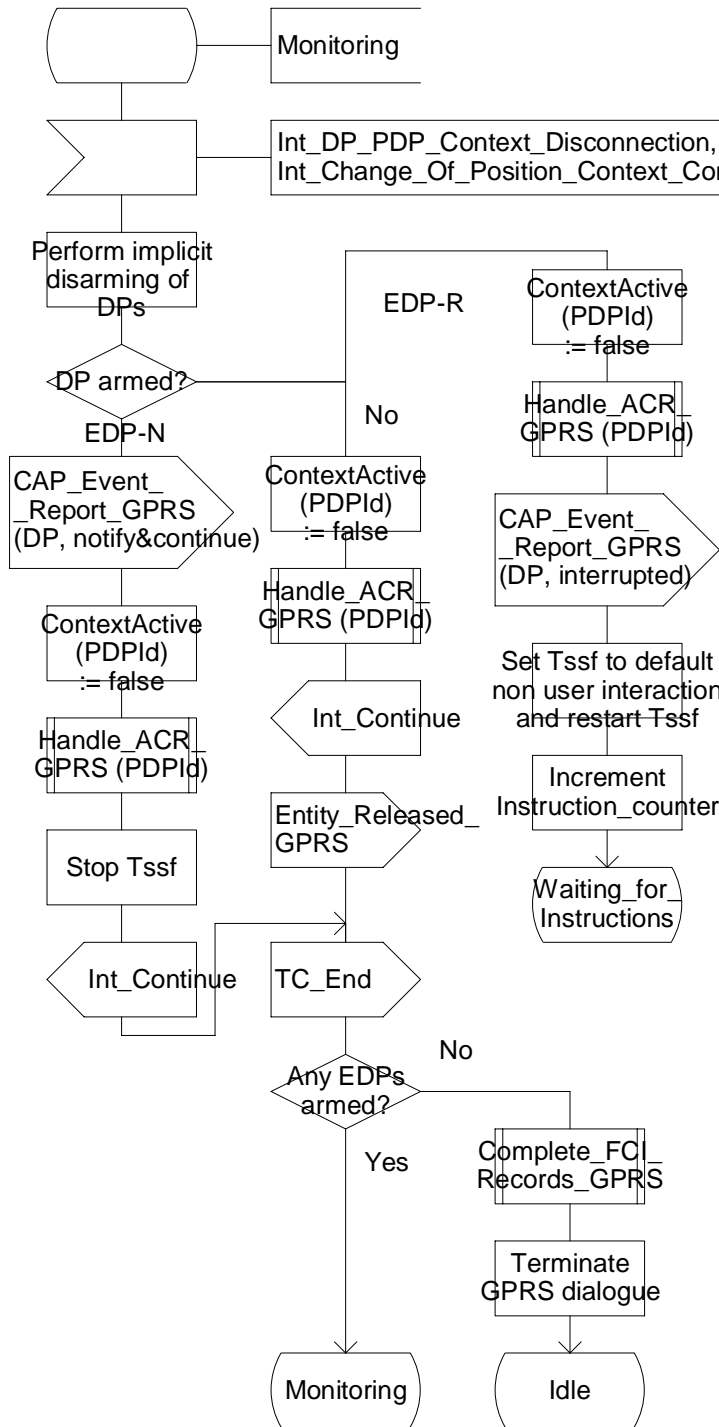 Monitoring
Int_DP_PDP_Context_Disconnection,
Int_Change_Of_Position_Context_Cor
Perform implicit
disarming of
DPs
DP armed?
EDP-N
CAP_Event_
_Report_GPRS
(DP, notify&continue)
ContextActive
(PDPId)
:= false
Handle_ACR_
GPRS (PDPId)
Stop Tssf
Int_Continue
No
ContextActive
(PDPId)
:= false
Handle_ACR_
GPRS (PDPId)
Int_Continue
Entity_Released_
GPRS
TC_End
Any EDPs
armed?
Yes
Monitoring
No
Complete_FCI_
Records_GPRS
Terminate
GPRS dialogue
Idle
EDP-R
ContextActive
(PDPId)
:= false
Handle_ACR_
GPRS (PDPId)
CAP_Event_
_Report_GPRS
(DP, interrupted)
Set Tssf to default
non user interaction
and restart Tssf
Increment
Instruction_counter
Waiting_for_
Instructions